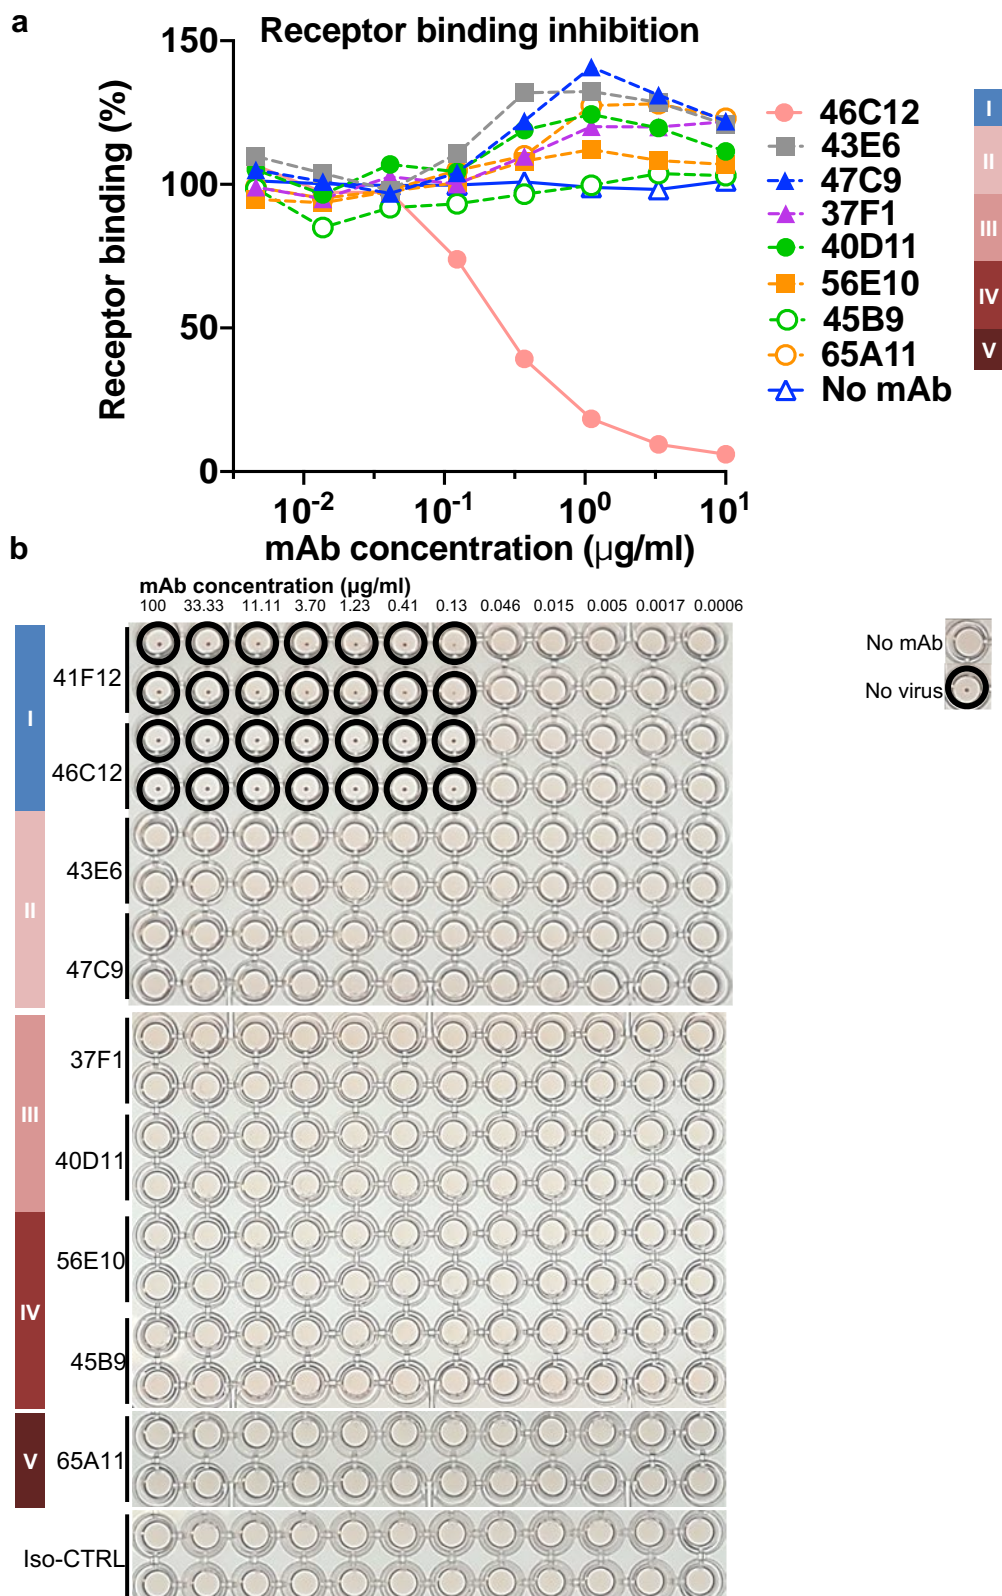 a
Receptor binding inhibition
Receptor binding (%)
150
100
50
0
10-2 10-1 100 101
mAb concentration (μg/ml)
46C12
43E6
47C9
37F1
40D11
56E10
45B9
65A11
No mAb
I
II
III
IV
V
b
mAb concentration (μg/ml)
100 33.33 11.11 3.70 1.23 0.41 0.13 0.046 0.015 0.005 0.0017 0.0006
No mAb
No virus
I
41F12
46C12
II
43E6
47C9
III
37F1
40D11
IV
56E10
45B9
V
65A11
Iso-CTRL